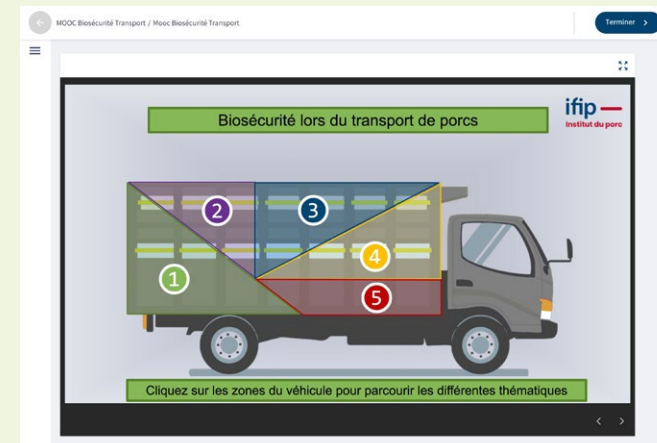 MOOC Biosécurité Transport / Mooc Biosécurité Transport
Terminer
ifip
Institut du porc
Biosécurité lors du transport de porcs
2
3
4
1
5
Cliquez sur les zones du véhicule pour parcourir les différentes thématiques